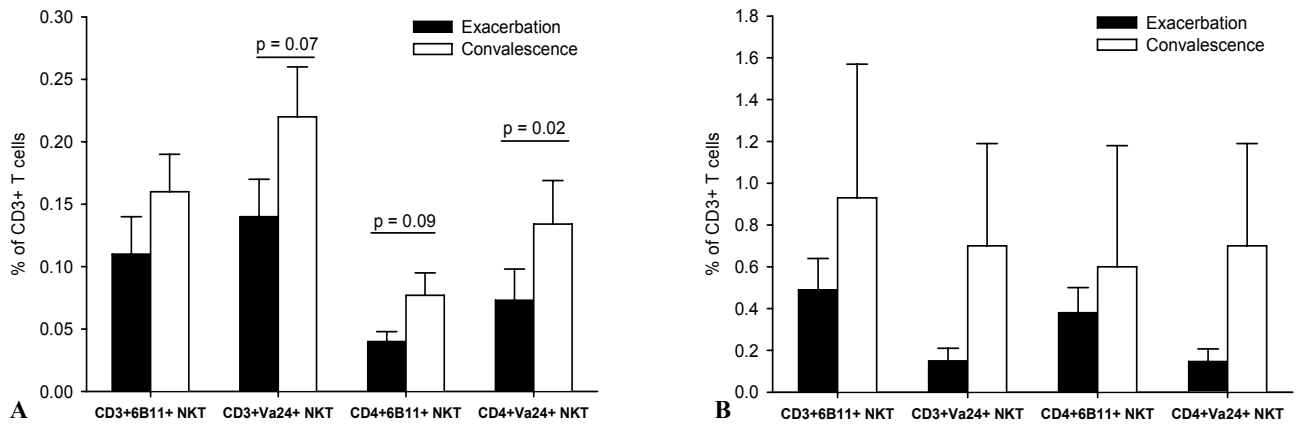 0.30
0.25
0.20
0.15
0.10
0.05
0.00
% of CD3+ T cells
Exacerbation
Convalescence
p = 0.07
p = 0.09
p = 0.02
CD3+6B11+ NKT
CD3+Va24+ NKT
CD4+6B11+ NKT
CD4+Va24+ NKT
A
1.8
1.6
1.4
1.2
1.0
0.8
0.6
0.4
0.2
0.0
% of CD3+ T cells
Exacerbation
Convalescence
CD3+6B11+ NKT
CD3+Va24+ NKT
CD4+6B11+ NKT
CD4+Va24+ NKT
B